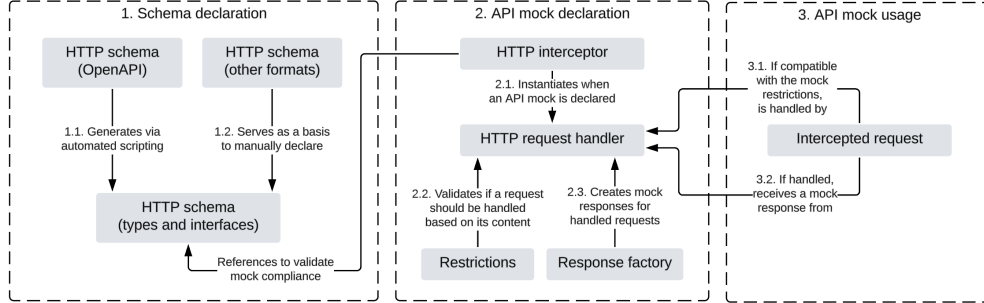 1. Schema declaration
HTTP schema
(OpenAPI)
HTTP schema
(other formats)
1.1. Generates via
automated scripting
1.2. Serves as a basis
to manually declare
HTTP schema
(types and interfaces)
References to validate
mock compliance
2. API mock declaration
HTTP interceptor
2.1. Instantiates when
an API mock is declared
HTTP request handler
2.2. Validates if a request
should be handled
based on its content
2.3. Creates mock
responses for
handled requests
Restrictions
Response factory
3. API mock usage
3.1. If compatible
with the mock
restrictions,
is handled by
Intercepted request
3.2. If handled,
receives a mock
response from